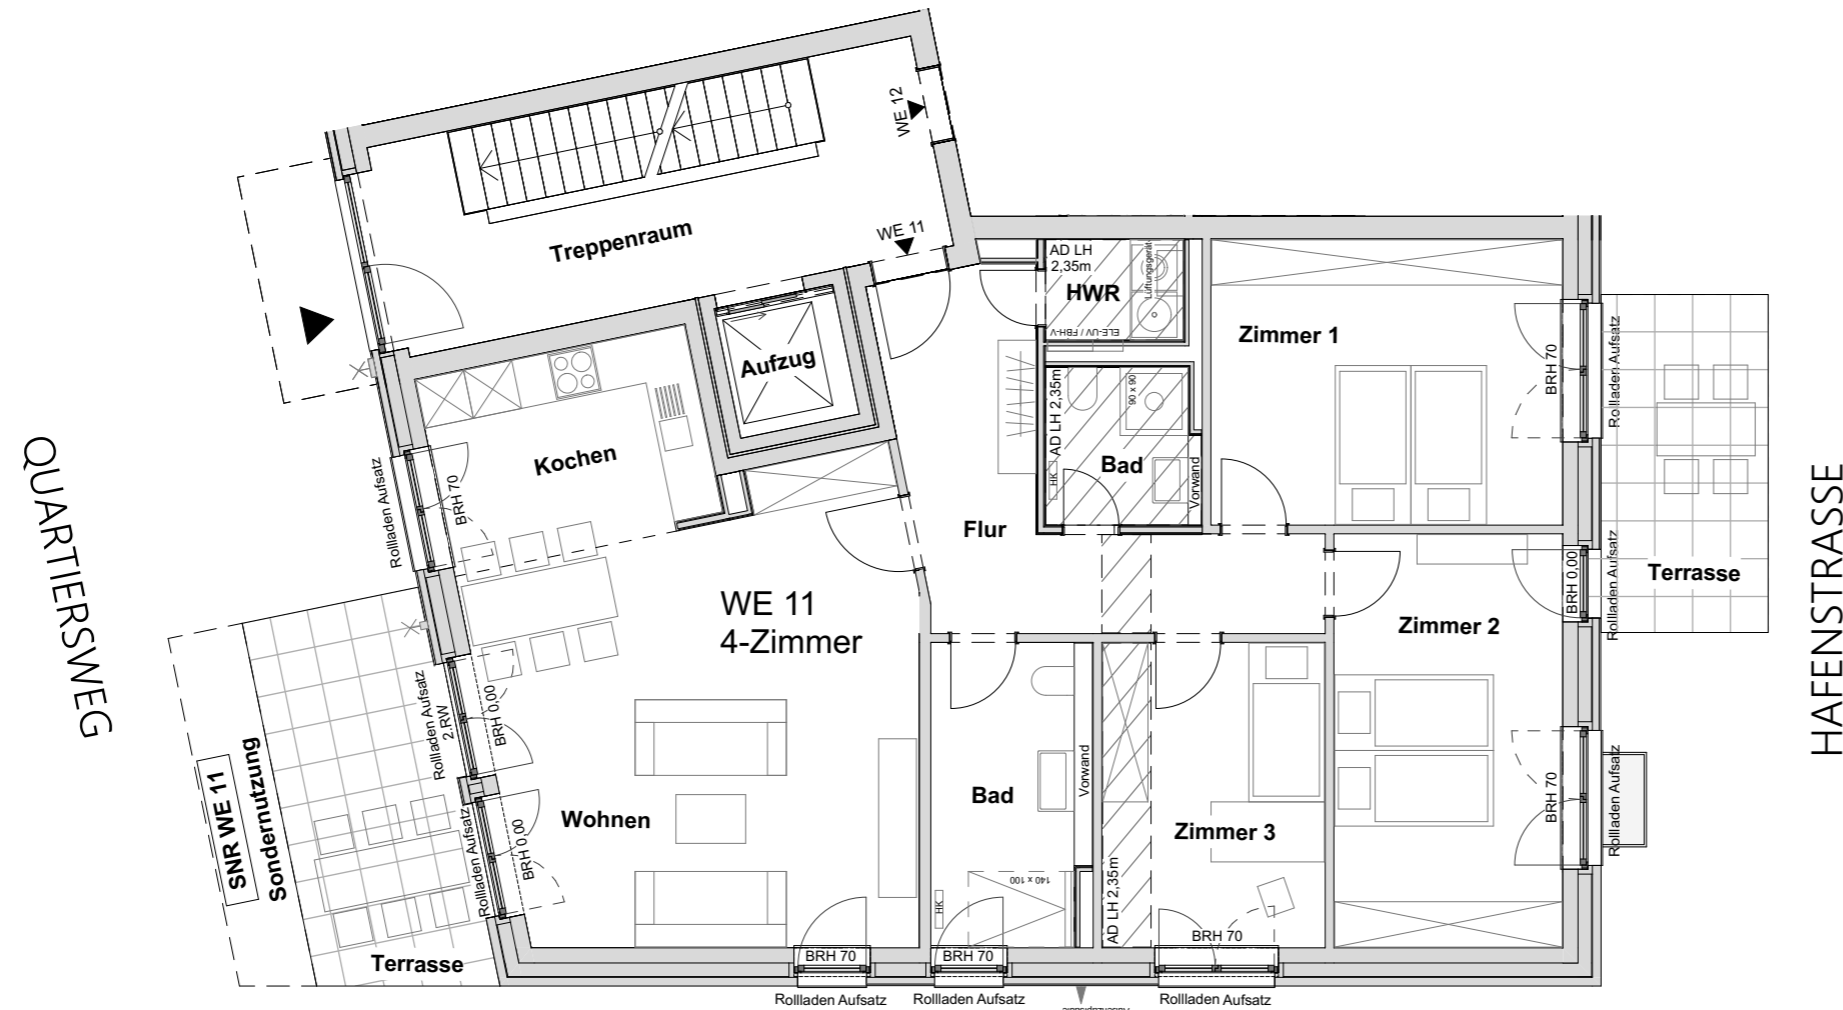 WE 12
WE 11
Treppenraum
AD LH
2,35m
HWR
Lüftungsgerät
ELE-UV / FBH-V
Zimmer 1
BRH 70
Rollladen Aufsatz
Aufzug
Kochen
Rollladen Aufsatz
BRH 70
AD LH 2,35m
90 x 90
HK
Bad
Vorwand
Flur
QUARTIERSWEG
HAFENSTRASSE
Terrasse
BRH 0,00
Rollladen Aufsatz
WE 11
4-Zimmer
Zimmer 2
Rollladen Aufsatz
2.RW
BRH 0,00
SNR WE 11
Sondernutzung
Wohnen
Rollladen Aufsatz
BRH 0,00
Bad
Vorwand
140 x 100
HK
Zimmer 3
AD LH 2,35m
BRH 70
Rollladen Aufsatz
Terrasse
BRH 70
BRH 70
BRH 70
Rollladen Aufsatz
Rollladen Aufsatz
Rollladen Aufsatz